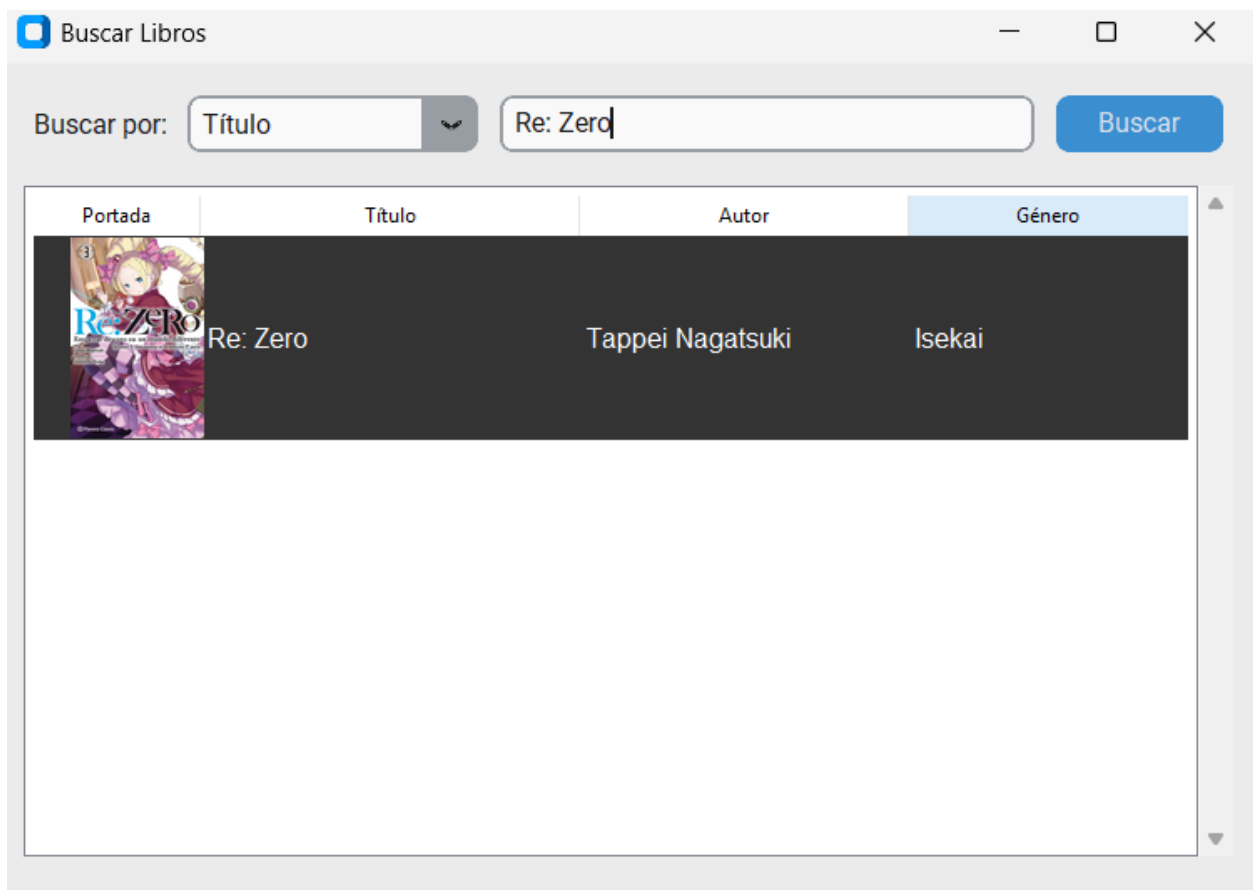 Buscar Libros
Buscar por: Título Re: Zero Buscar
Portada Título Autor Género
3
Re:ZeRo
Re: Zero Tappei Nagatsuki Isekai